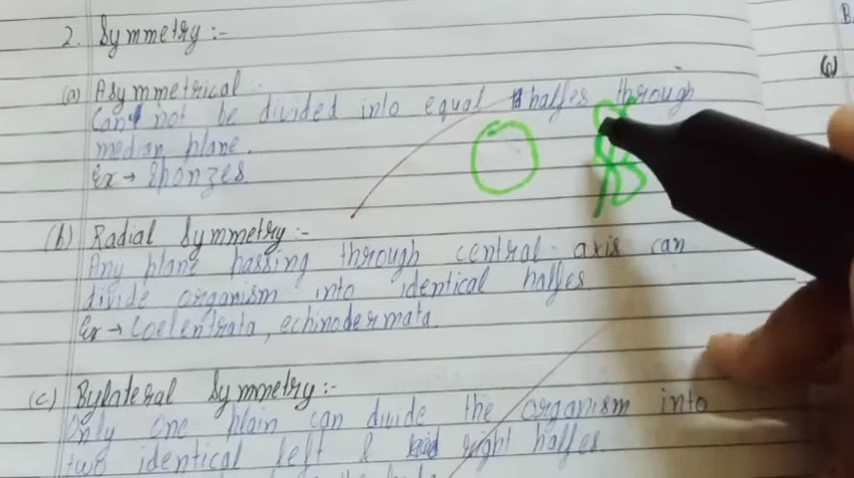 2. Symmetry :-
(a) Asymmetrical
Can not be divided into equal halfes through
median plane.
Ex → Sponzes
(b) Radial Symmetry :-
Any plane passing through central axis can
divide organism into identical halfes
Ex → Coelentrata, echinodermata.
(c) Bylateral Symmetry :-
Only one plain can divide the organism into
two identical left & right halfes
B.